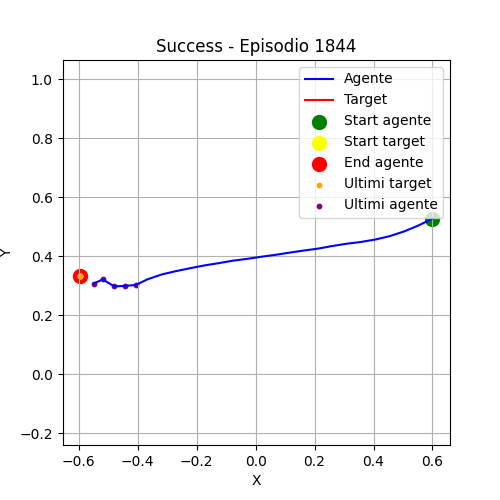 Success - Episodio 1844
Agente
Target
Start agente
Start target
End agente
Ultimi target
Ultimi agente
1.0
0.8
0.6
0.4
0.2
0.0
−0.2
Y
−0.6 −0.4 −0.2 0.0 0.2 0.4 0.6
X